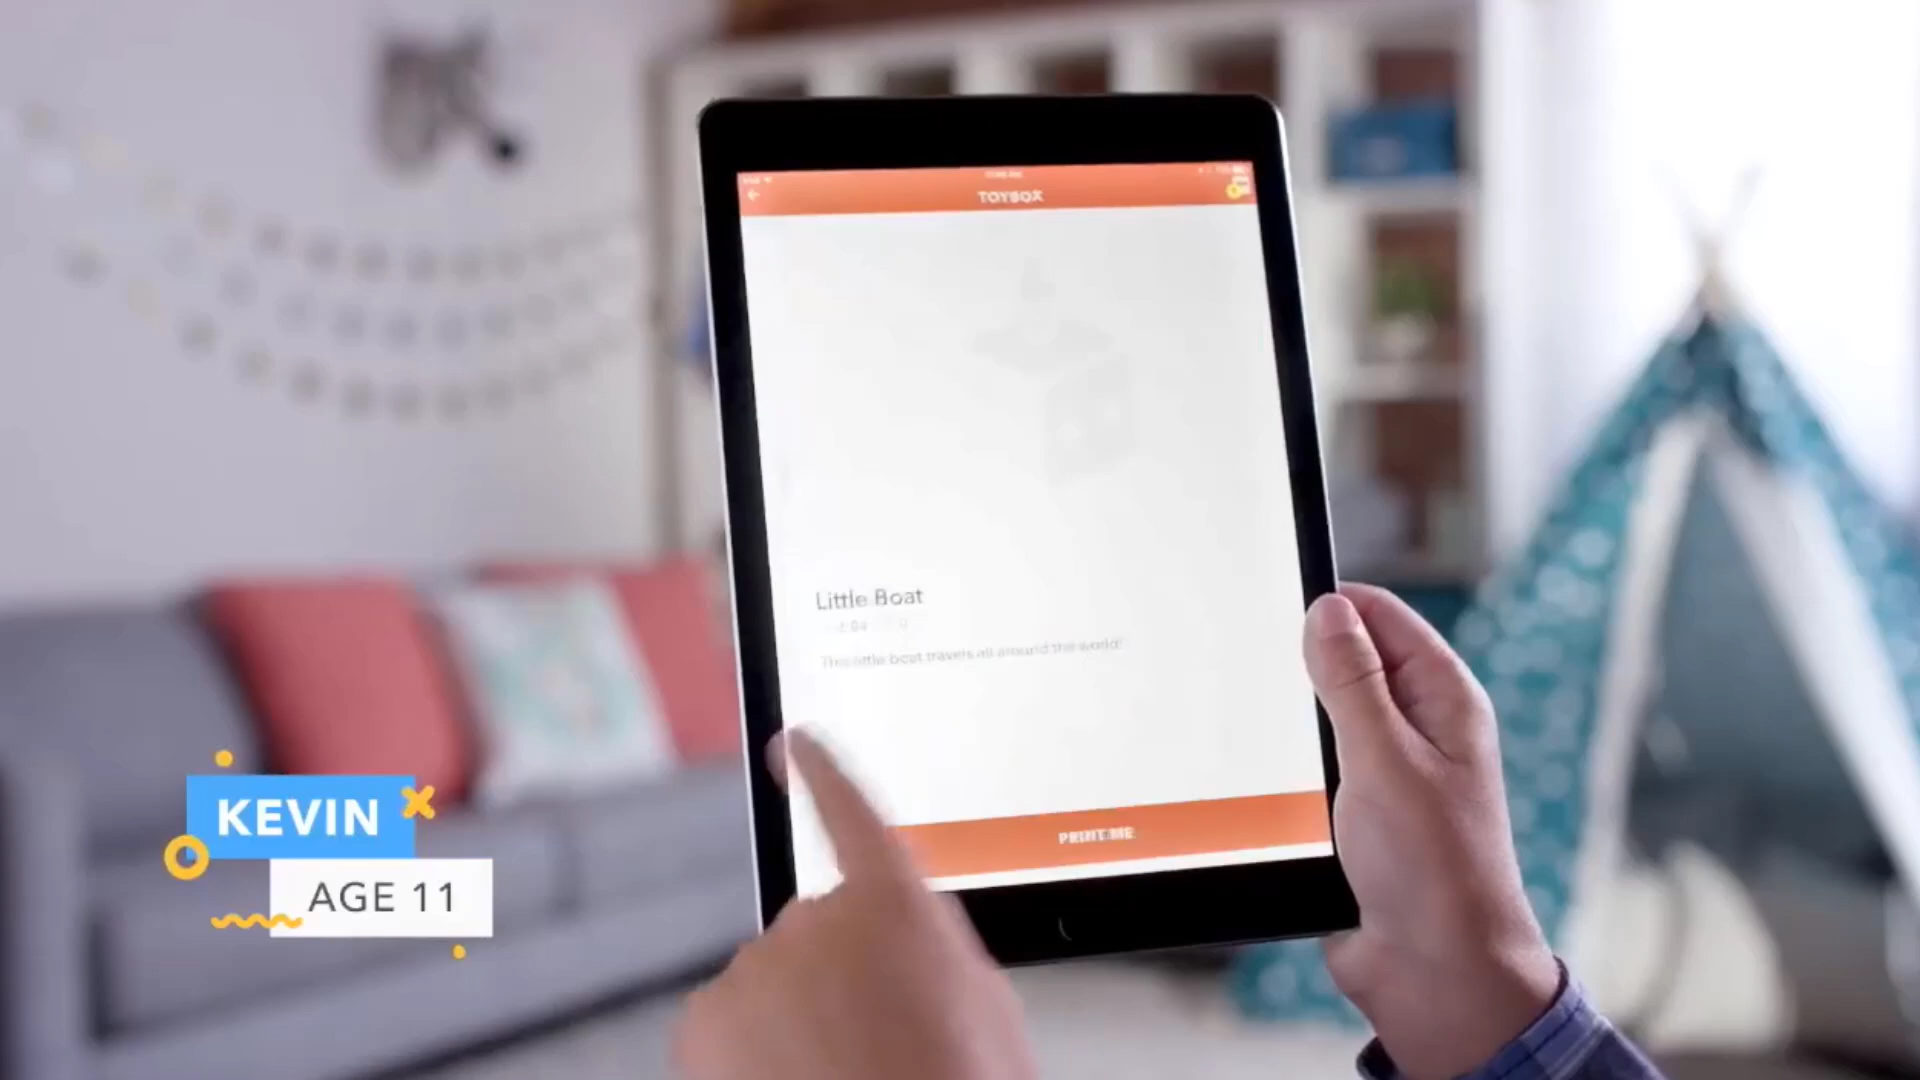 TOYBOX
Little Boat
This little boat travels all around the world!
PRINT ME
KEVIN
AGE 11